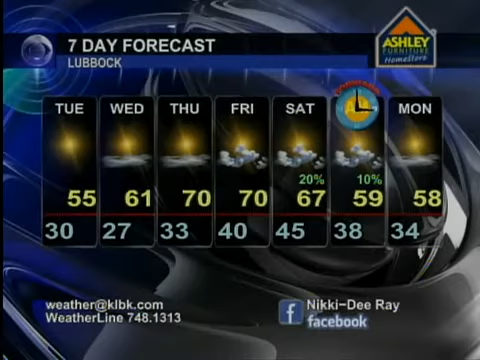 7 DAY FORECAST
LUBBOCK
ASHLEY
FURNITURE
HomeStore
TUE WED THU FRI SAT MON
20% 10%
55 61 70 70 67 59 58
30 27 33 40 45 38 34
weather@klbk.com
WeatherLine 748.1313
Nikki-Dee Ray
f facebook